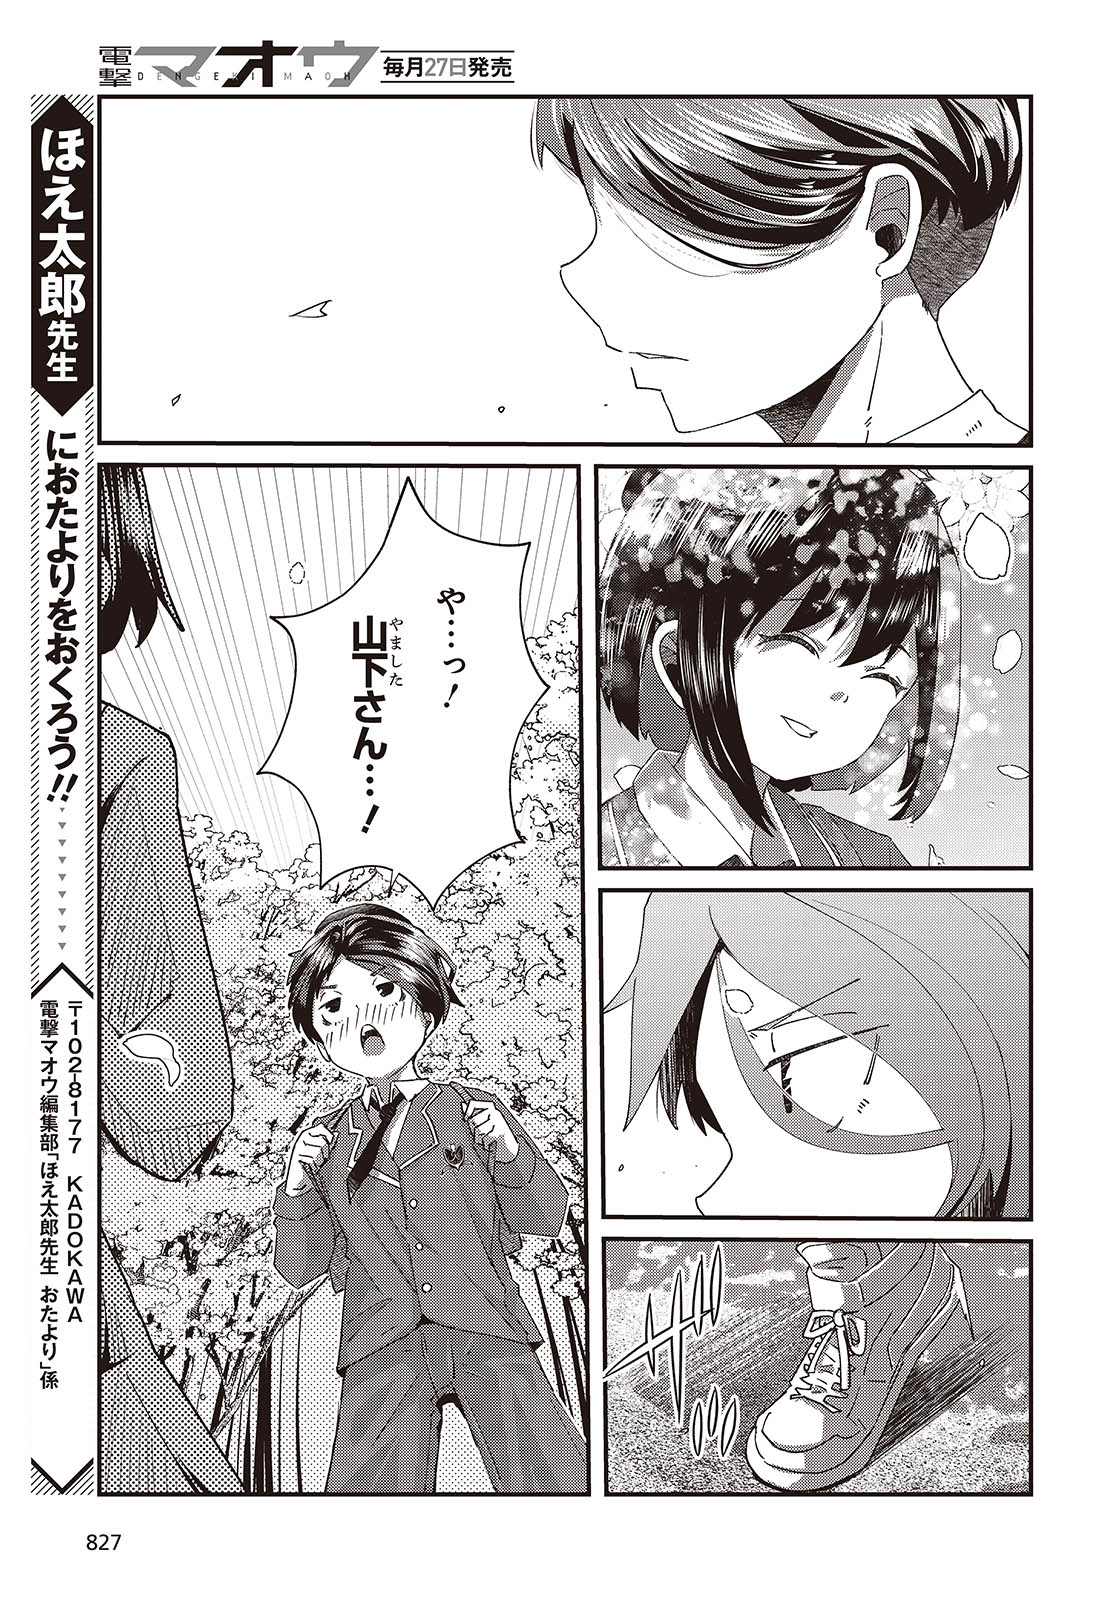 電撃マオウ
DENGEKI MAOH
毎月27日発売
ザッ
や…っ！
山下さん…！
やました
ほえ太郎先生
におたよりをおくろう!!
〒102-8177 KADOKAWA
電撃マオウ編集部「ほえ太郎先生 おたより」係
827